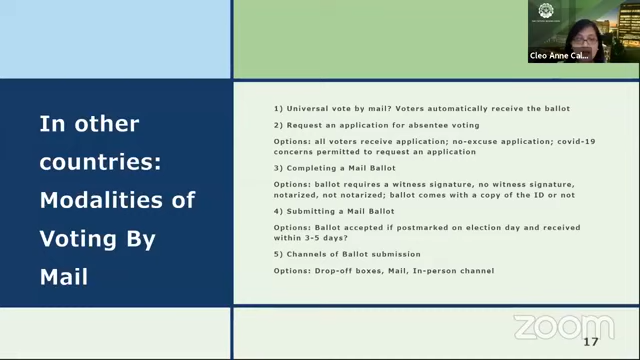 Cleo Anne Cal...
In other
countries:
Modalities of
Voting By
Mail
1) Universal vote by mail? Voters automatically receive the ballot
2) Request an application for absentee voting
Options: all voters receive application; no-excuse application; covid-19
concerns permitted to request an application
3) Completing a Mail Ballot
Options: ballot requires a witness signature, no witness signature,
notarized, not notarized; ballot comes with a copy of the ID or not
4) Submitting a Mail Ballot
Options: Ballot accepted if postmarked on election day and received
within 3-5 days?
5) Channels of Ballot submission
Options: Drop-off boxes, Mail, In-person channel
zoom
17